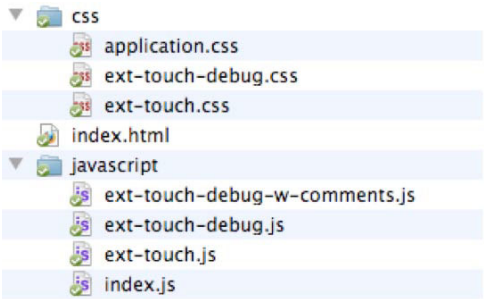 css
application.css
ext-touch-debug.css
ext-touch.css
index.html
javascript
ext-touch-debug-w-comments.js
ext-touch-debug.js
ext-touch.js
index.js